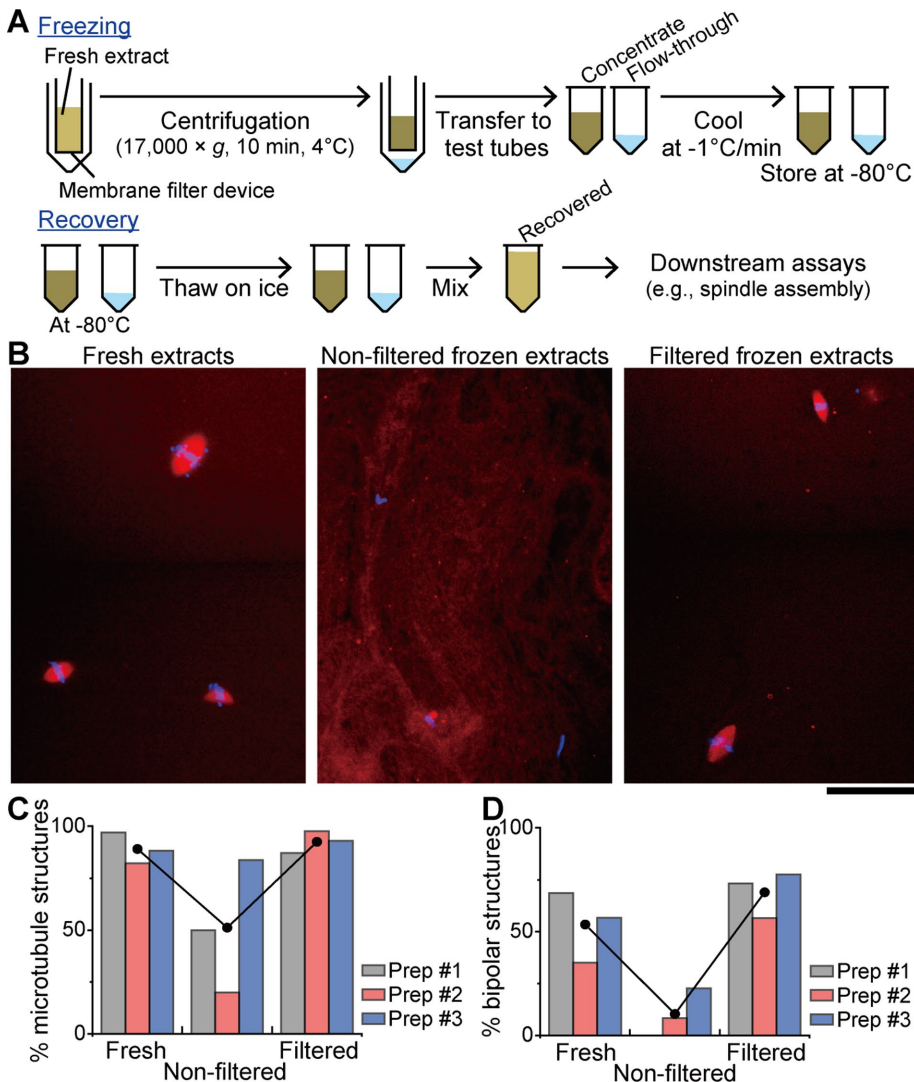 A
Freezing
Fresh extract
Centrifugation
(17,000 × g, 10 min, 4°C)
Membrane filter device
Transfer to
test tubes
Concentrate
Flow-through
Cool
at -1°C/min
Store at -80°C
Recovery
At -80°C
Thaw on ice
Mix
Recovered
Downstream assays
(e.g., spindle assembly)
B
Fresh extracts
Non-filtered frozen extracts
Filtered frozen extracts
C
% microtubule structures
100
50
0
Fresh
Non-filtered
Filtered
Prep #1
Prep #2
Prep #3
D
% bipolar structures
100
50
0
Fresh
Non-filtered
Filtered
Prep #1
Prep #2
Prep #3